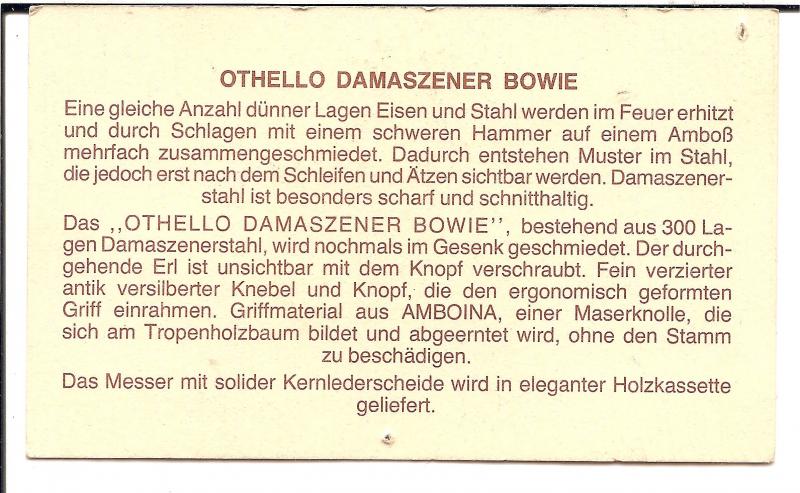 OTHELLO DAMASZENER BOWIE
Eine gleiche Anzahl dünner Lagen Eisen und Stahl werden im Feuer erhitzt
und durch Schlagen mit einem schweren Hammer auf einem Amboß
mehrfach zusammengeschmiedet. Dadurch entstehen Muster im Stahl,
die jedoch erst nach dem Schleifen und Ätzen sichtbar werden. Damaszener-
stahl ist besonders scharf und schnitthaltig.
Das ,,OTHELLO DAMASZENER BOWIE'', bestehend aus 300 La-
gen Damaszenerstahl, wird nochmals im Gesenk geschmiedet. Der durch-
gehende Erl ist unsichtbar mit dem Knopf verschraubt. Fein verzierter
antik versilberter Knebel und Knopf, die den ergonomisch geformten
Griff einrahmen. Griffmaterial aus AMBOINA, einer Maserknolle, die
sich am Tropenholzbaum bildet und abgeerntet wird, ohne den Stamm
zu beschädigen.
Das Messer mit solider Kernlederscheide wird in eleganter Holzkassette
geliefert.